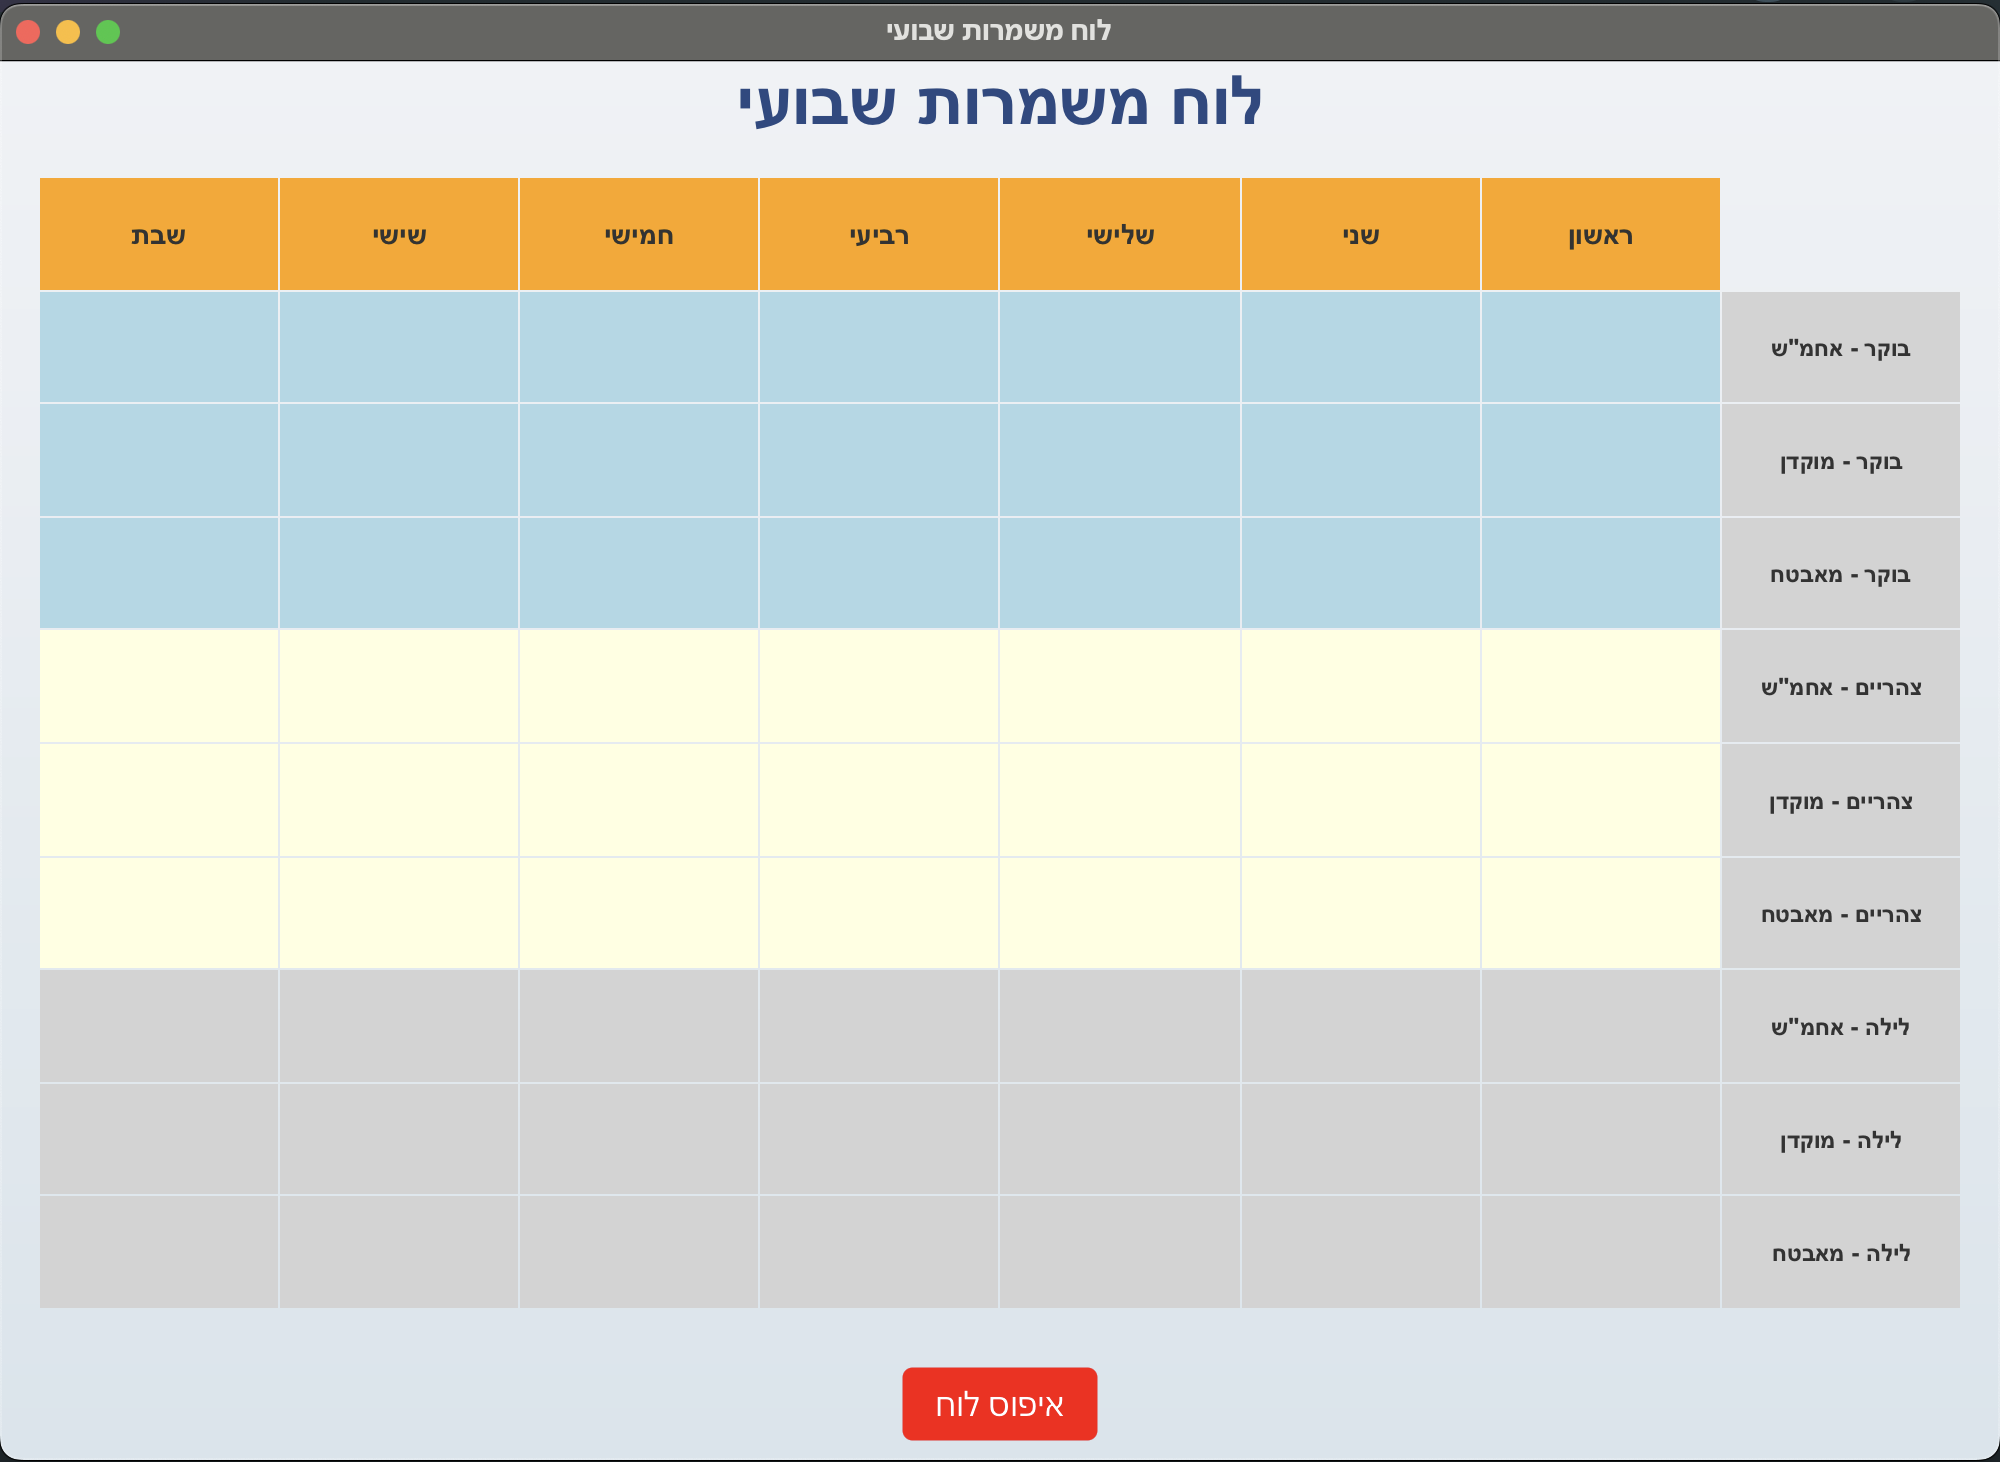 לוח משמרות שבועי
לוח משמרות שבועי
ראשון שני שלישי רביעי חמישי שישי שבת
בוקר - אחמ"ש
בוקר - מוקדן
בוקר - מאבטח
צהריים - אחמ"ש
צהריים - מוקדן
צהריים - מאבטח
לילה - אחמ"ש
לילה - מוקדן
לילה - מאבטח
איפוס לוח